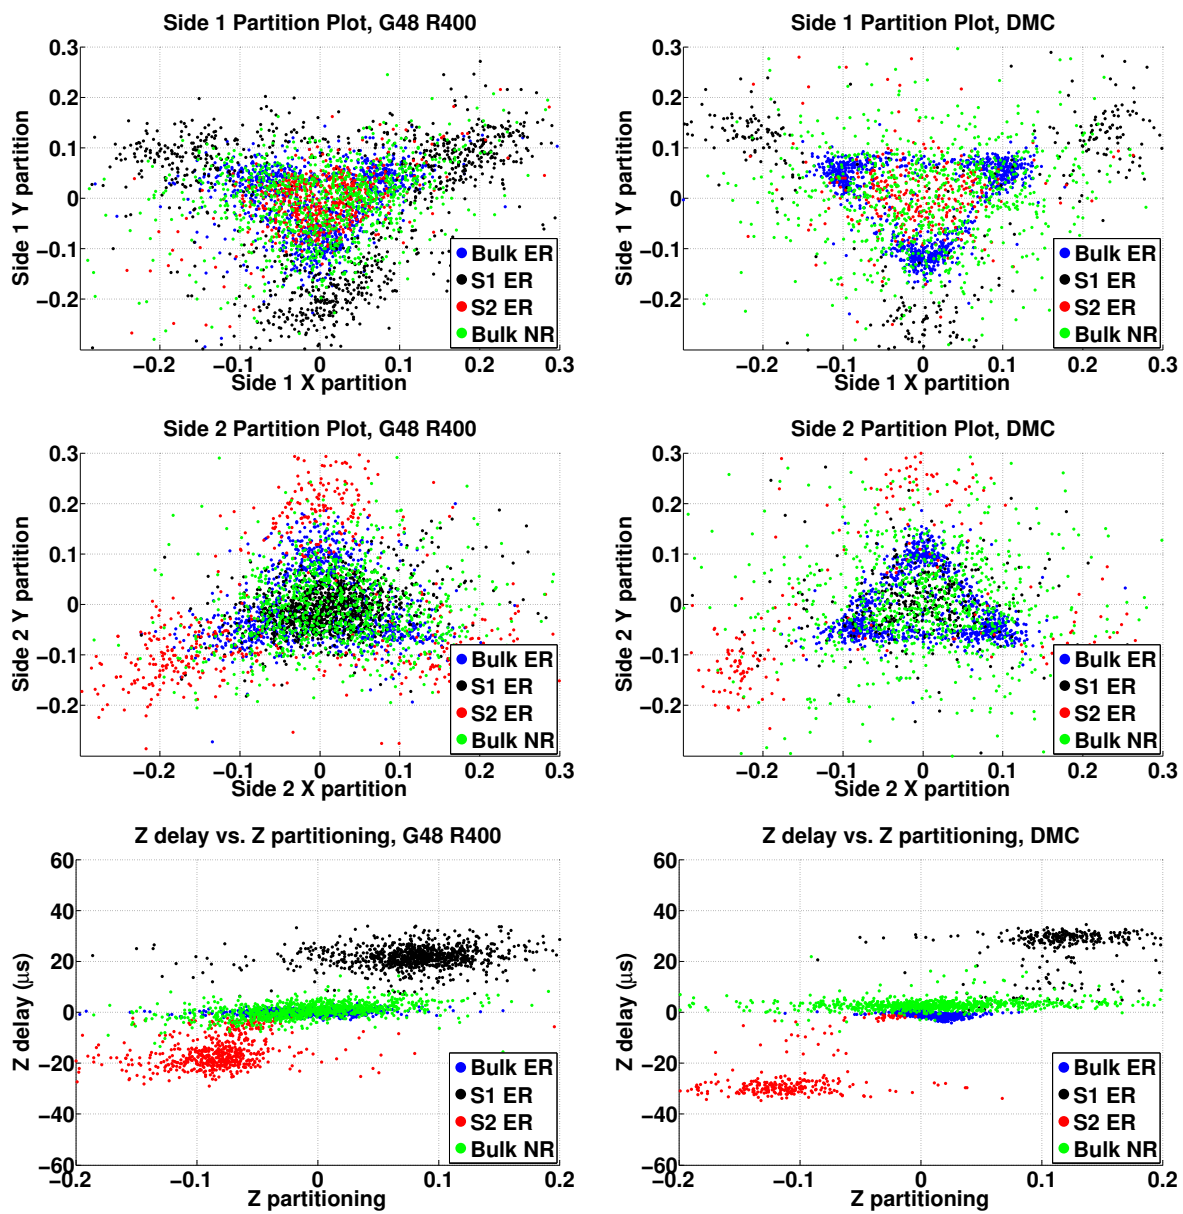 Side 1 Partition Plot, G48 R400
Side 1 Y partition
0.3
0.2
0.1
0
−0.1
−0.2
Bulk ER
S1 ER
S2 ER
Bulk NR
−0.2 −0.1 0 0.1 0.2 0.3
Side 1 X partition
Side 1 Partition Plot, DMC
Side 1 Y partition
0.3
0.2
0.1
0
−0.1
−0.2
Bulk ER
S1 ER
S2 ER
Bulk NR
−0.2 −0.1 0 0.1 0.2 0.3
Side 1 X partition
Side 2 Partition Plot, G48 R400
Side 2 Y partition
0.3
0.2
0.1
0
−0.1
−0.2
Bulk ER
S1 ER
S2 ER
Bulk NR
−0.2 −0.1 0 0.1 0.2 0.3
Side 2 X partition
Side 2 Partition Plot, DMC
Side 2 Y partition
0.3
0.2
0.1
0
−0.1
−0.2
Bulk ER
S1 ER
S2 ER
Bulk NR
−0.2 −0.1 0 0.1 0.2 0.3
Side 2 X partition
Z delay vs. Z partitioning, G48 R400
Z delay (μs)
60
40
20
0
−20
−40
−60
Bulk ER
S1 ER
S2 ER
Bulk NR
−0.2 −0.1 0 0.1 0.2
Z partitioning
Z delay vs. Z partitioning, DMC
Z delay (μs)
60
40
20
0
−20
−40
−60
Bulk ER
S1 ER
S2 ER
Bulk NR
−0.2 −0.1 0 0.1 0.2
Z partitioning